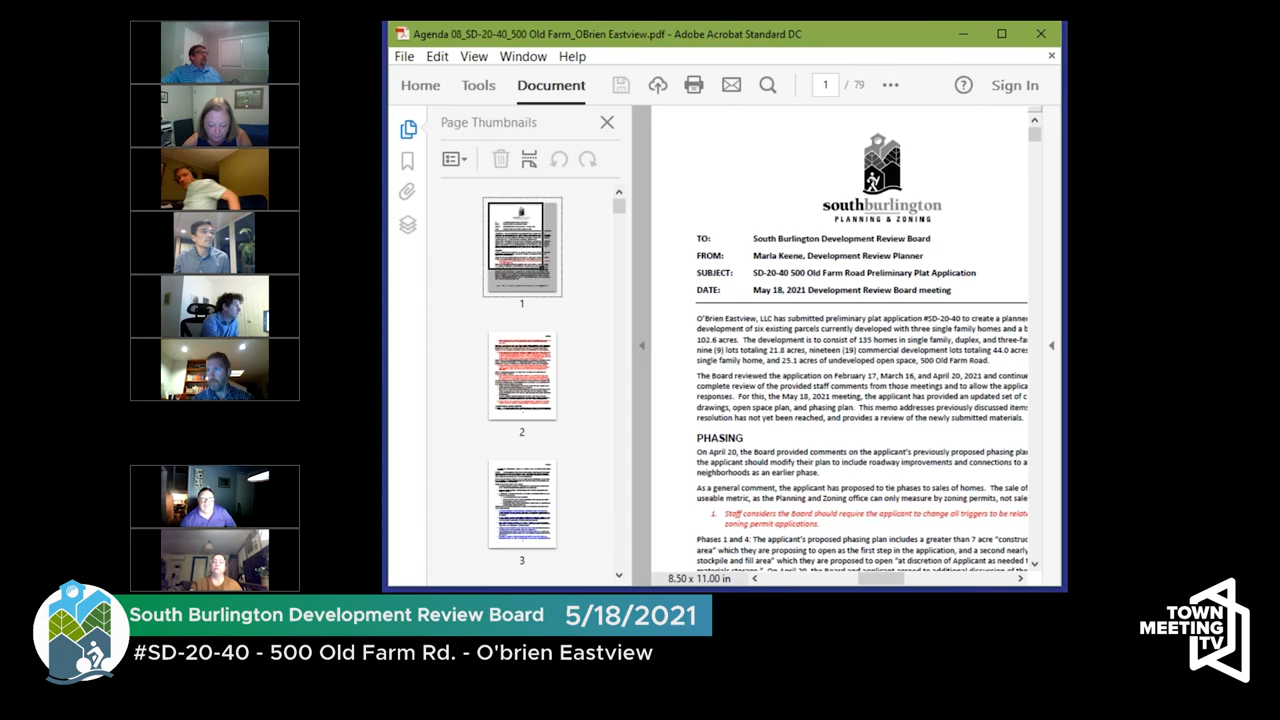 Agenda 08_SD-20-40_500 Old Farm_OBrien Eastview.pdf - Adobe Acrobat Standard DC
File Edit View Window Help
Home Tools Document 1 / 79 Sign In
Page Thumbnails
1
2
3
southburlington
PLANNING & ZONING
TO: South Burlington Development Review Board
FROM: Marla Keene, Development Review Planner
SUBJECT: SD-20-40 500 Old Farm Road Preliminary Plat Application
DATE: May 18, 2021 Development Review Board meeting
O'Brien Eastview, LLC has submitted preliminary plat application #SD-20-40 to create a planne
development of six existing parcels currently developed with three single family homes and a b
102.6 acres. The development is to consist of 135 homes in single family, duplex, and three-fa
nine (9) lots totaling 21.8 acres, nineteen (19) commercial development lots totaling 44.0 acres
single family home, and 25.1 acres of undeveloped open space, 500 Old Farm Road.
The Board reviewed the application on February 17, March 16, and April 20, 2021 and continue
complete review of the provided staff comments from those meetings and to allow the applica
responses. For this, the May 18, 2021 meeting, the applicant has provided an updated set of c
drawings, open space plan, and phasing plan. This memo addresses previously discussed items
resolution has not yet been reached, and provides a review of the newly submitted materials.
PHASING
On April 20, the Board provided comments on the applicant's previously proposed phasing plan
the applicant should modify their plan to include roadway improvements and connections to a
neighborhoods as an earlier phase.
As a general comment, the applicant has proposed to tie phases to sales of homes. The sale of
useable metric, as the Planning and Zoning office can only measure by zoning permits, not sale
1. Staff considers the Board should require the applicant to change all triggers to be relate
zoning permit applications.
Phases 1 and 4: The applicant's proposed phasing plan includes a greater than 7 acre "construc
area" which they are proposing to open as the first step in the application, and a second nearly
stockpile and fill area" which they are proposing to open "at discretion of Applicant as needed
8.50 x 11.00 in
South Burlington Development Review Board 5/18/2021
#SD-20-40 - 500 Old Farm Rd. - O'brien Eastview
TOWN
MEETING
TV